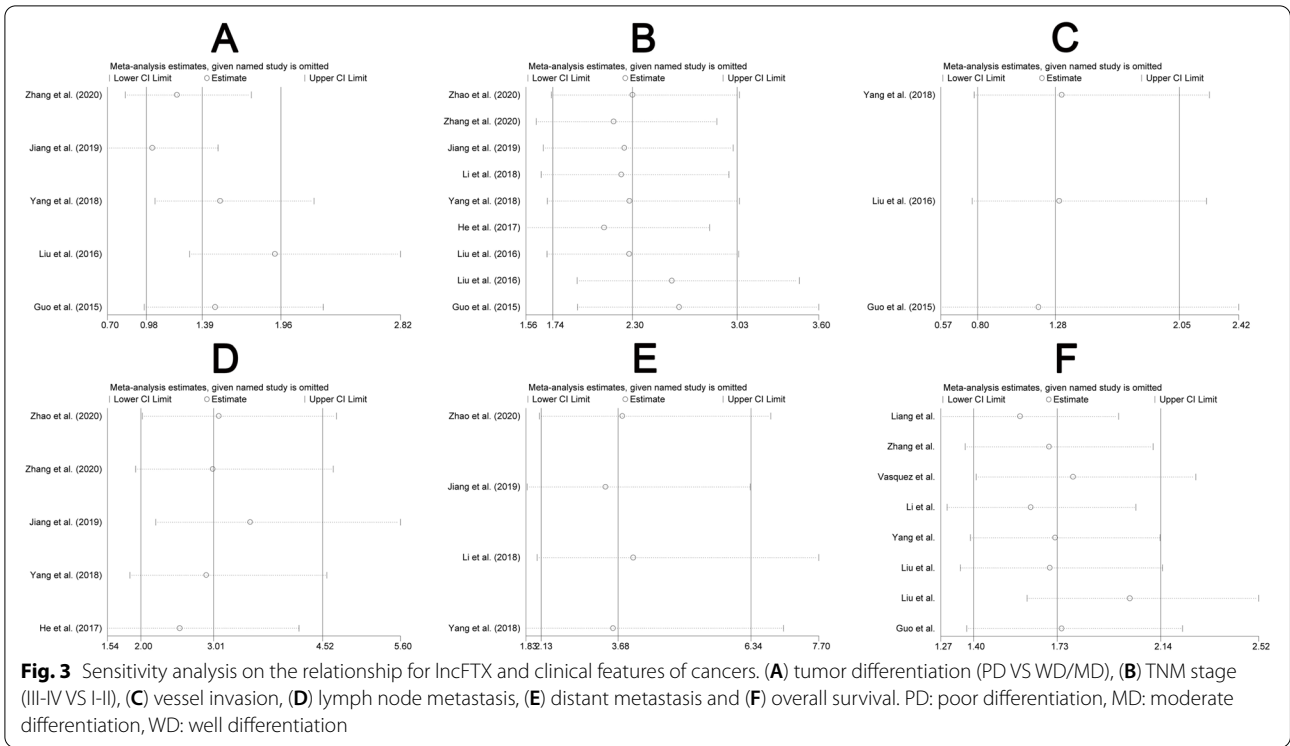 A
Meta-analysis estimates, given named study is omitted
| Lower CI Limit ○ Estimate | Upper CI Limit
Zhang et al. (2020)
Jiang et al. (2019)
Yang et al. (2018)
Liu et al. (2016)
Guo et al. (2015)
0.70 0.98 1.39 1.96 2.82
B
Meta-analysis estimates, given named study is omitted
| Lower CI Limit ○ Estimate | Upper CI Limit
Zhao et al. (2020)
Zhang et al. (2020)
Jiang et al. (2019)
Li et al. (2018)
Yang et al. (2018)
He et al. (2017)
Liu et al. (2016)
Liu et al. (2016)
Guo et al. (2015)
1.56 1.74 2.30 3.03 3.60
C
Meta-analysis estimates, given named study is omitted
| Lower CI Limit ○ Estimate | Upper CI Limit
Yang et al. (2018)
Liu et al. (2016)
Guo et al. (2015)
0.57 0.80 1.28 2.05 2.42
D
Meta-analysis estimates, given named study is omitted
| Lower CI Limit ○ Estimate | Upper CI Limit
Zhao et al. (2020)
Zhang et al. (2020)
Jiang et al. (2019)
Yang et al. (2018)
He et al. (2017)
1.54 2.00 3.01 4.52 5.60
E
Meta-analysis estimates, given named study is omitted
| Lower CI Limit ○ Estimate | Upper CI Limit
Zhao et al. (2020)
Jiang et al. (2019)
Li et al. (2018)
Yang et al. (2018)
1.83 2.13 3.68 6.34 7.70
F
Meta-analysis estimates, given named study is omitted
| Lower CI Limit ○ Estimate | Upper CI Limit
Liang et al.
Zhang et al.
Vasquez et al.
Li et al.
Yang et al.
Liu et al.
Liu et al.
Guo et al.
1.27 1.40 1.73 2.14 2.52
Fig. 3 Sensitivity analysis on the relationship for lncFTX and clinical features of cancers. (A) tumor differentiation (PD VS WD/MD), (B) TNM stage
(III-IV VS I-II), (C) vessel invasion, (D) lymph node metastasis, (E) distant metastasis and (F) overall survival. PD: poor differentiation, MD: moderate
differentiation, WD: well differentiation